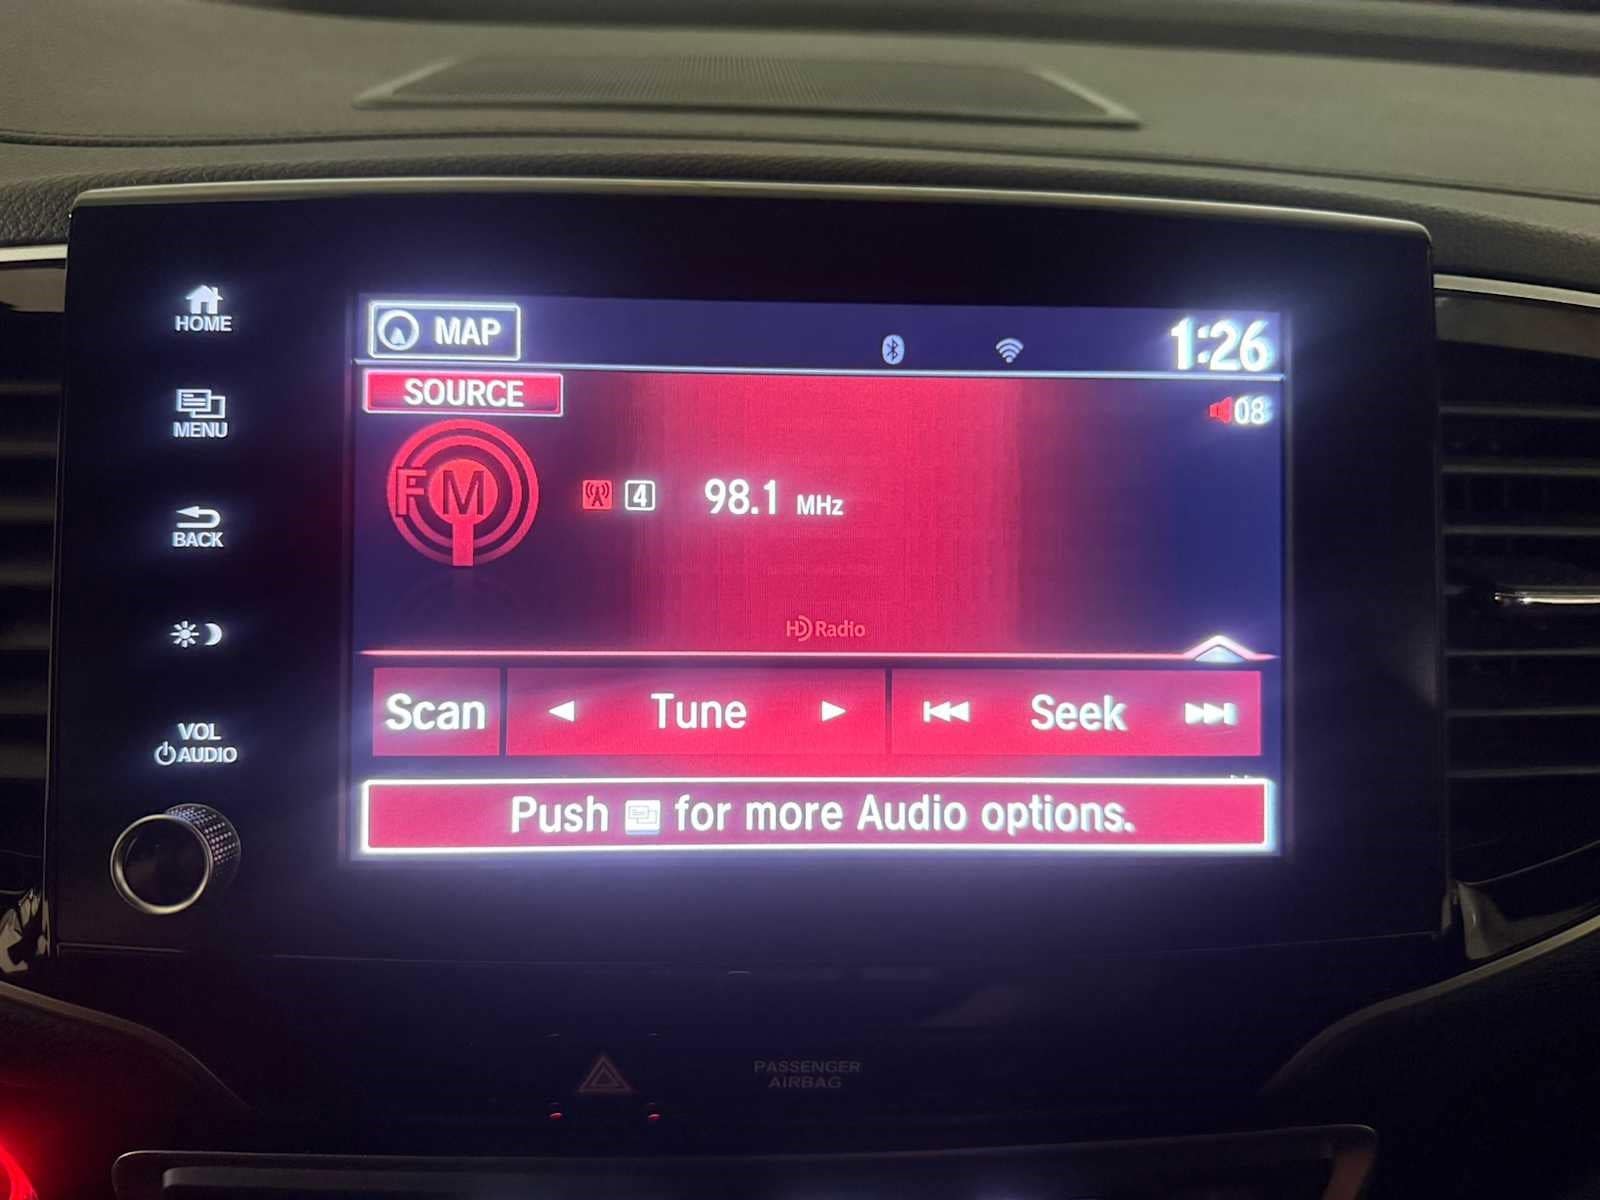 HOME
MENU
BACK
VOL
AUDIO
MAP
1:26
SOURCE
08
FM
4 98.1 MHz
HD Radio
Scan Tune Seek
Push for more Audio options.
PASSENGER
AIRBAG